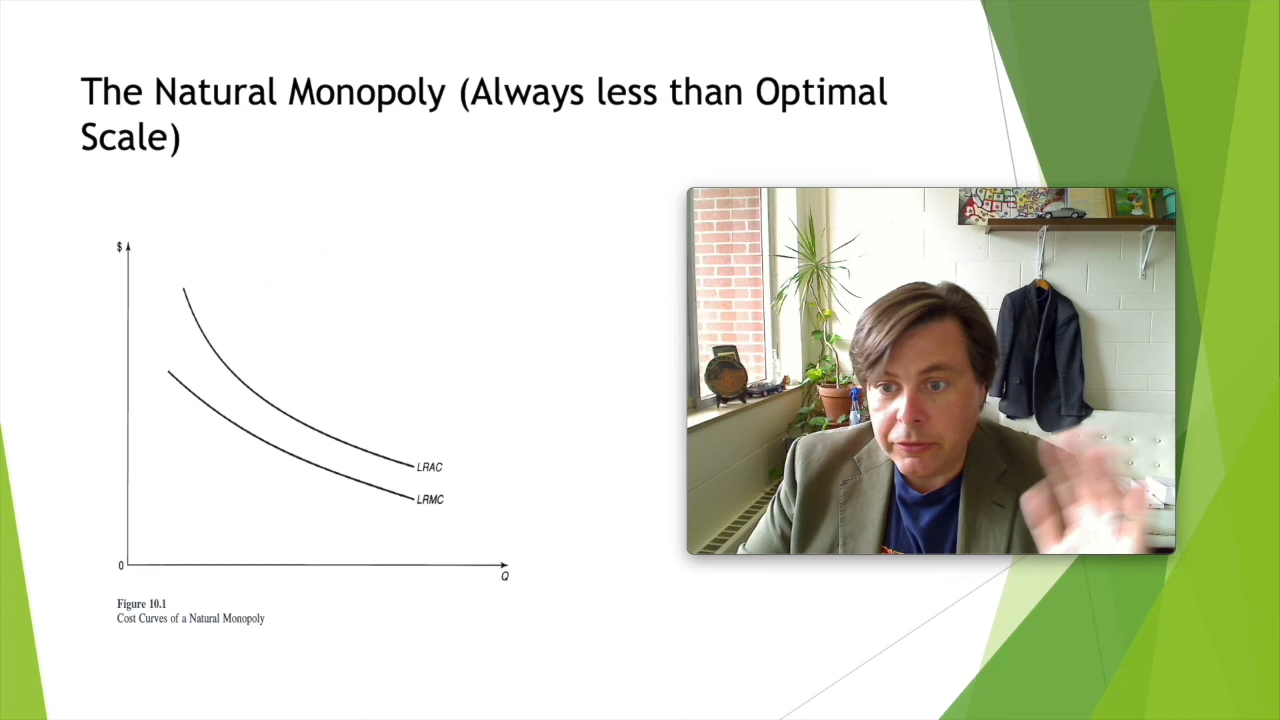 The Natural Monopoly (Always less than Optimal
Scale)
$
LRAC
LRMC
0
Q
Figure 10.1
Cost Curves of a Natural Monopoly